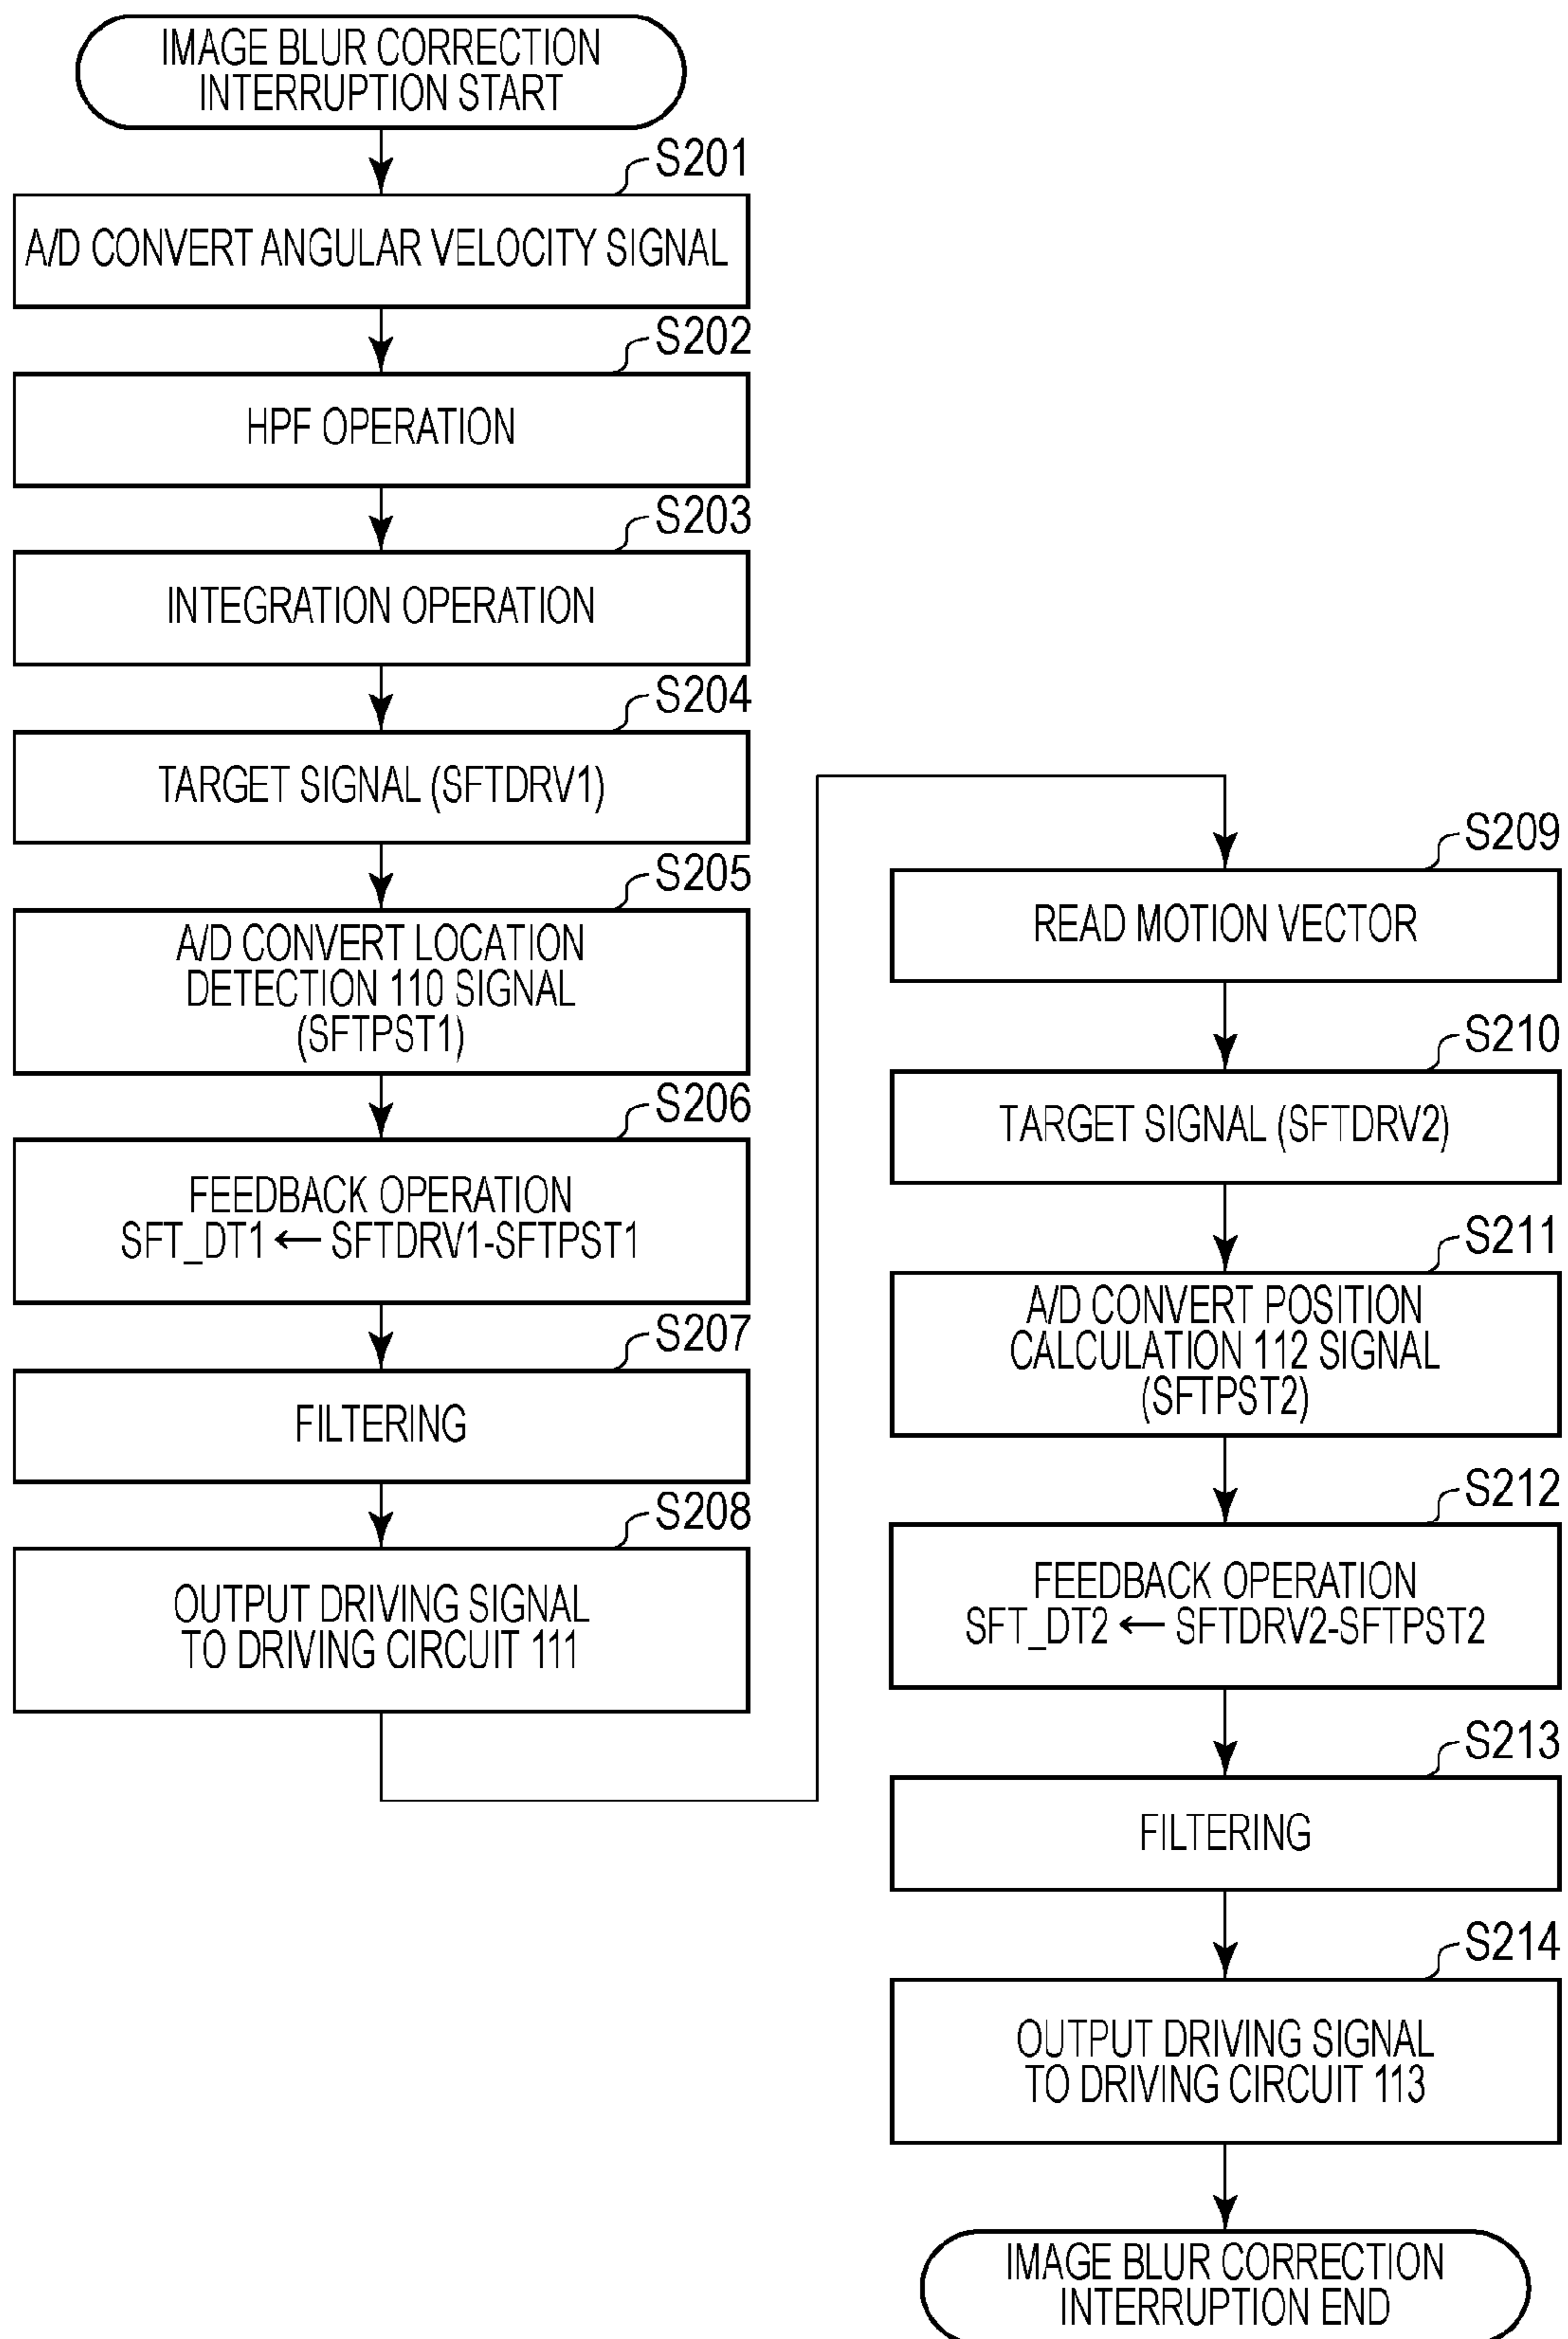 IMAGE BLUR CORRECTION
INTERRUPTION START
S201
A/D CONVERT ANGULAR VELOCITY SIGNAL
S202
HPF OPERATION
S203
INTEGRATION OPERATION
S204
TARGET SIGNAL (SFTDRV1)
S205
A/D CONVERT LOCATION
DETECTION 110 SIGNAL
(SFTPST1)
S206
FEEDBACK OPERATION
SFT_DT1 ← SFTDRV1-SFTPST1
S207
FILTERING
S208
OUTPUT DRIVING SIGNAL
TO DRIVING CIRCUIT 111
S209
READ MOTION VECTOR
S210
TARGET SIGNAL (SFTDRV2)
S211
A/D CONVERT POSITION
CALCULATION 112 SIGNAL
(SFTPST2)
S212
FEEDBACK OPERATION
SFT_DT2 ← SFTDRV2-SFTPST2
S213
FILTERING
S214
OUTPUT DRIVING SIGNAL
TO DRIVING CIRCUIT 113
IMAGE BLUR CORRECTION
INTERRUPTION END